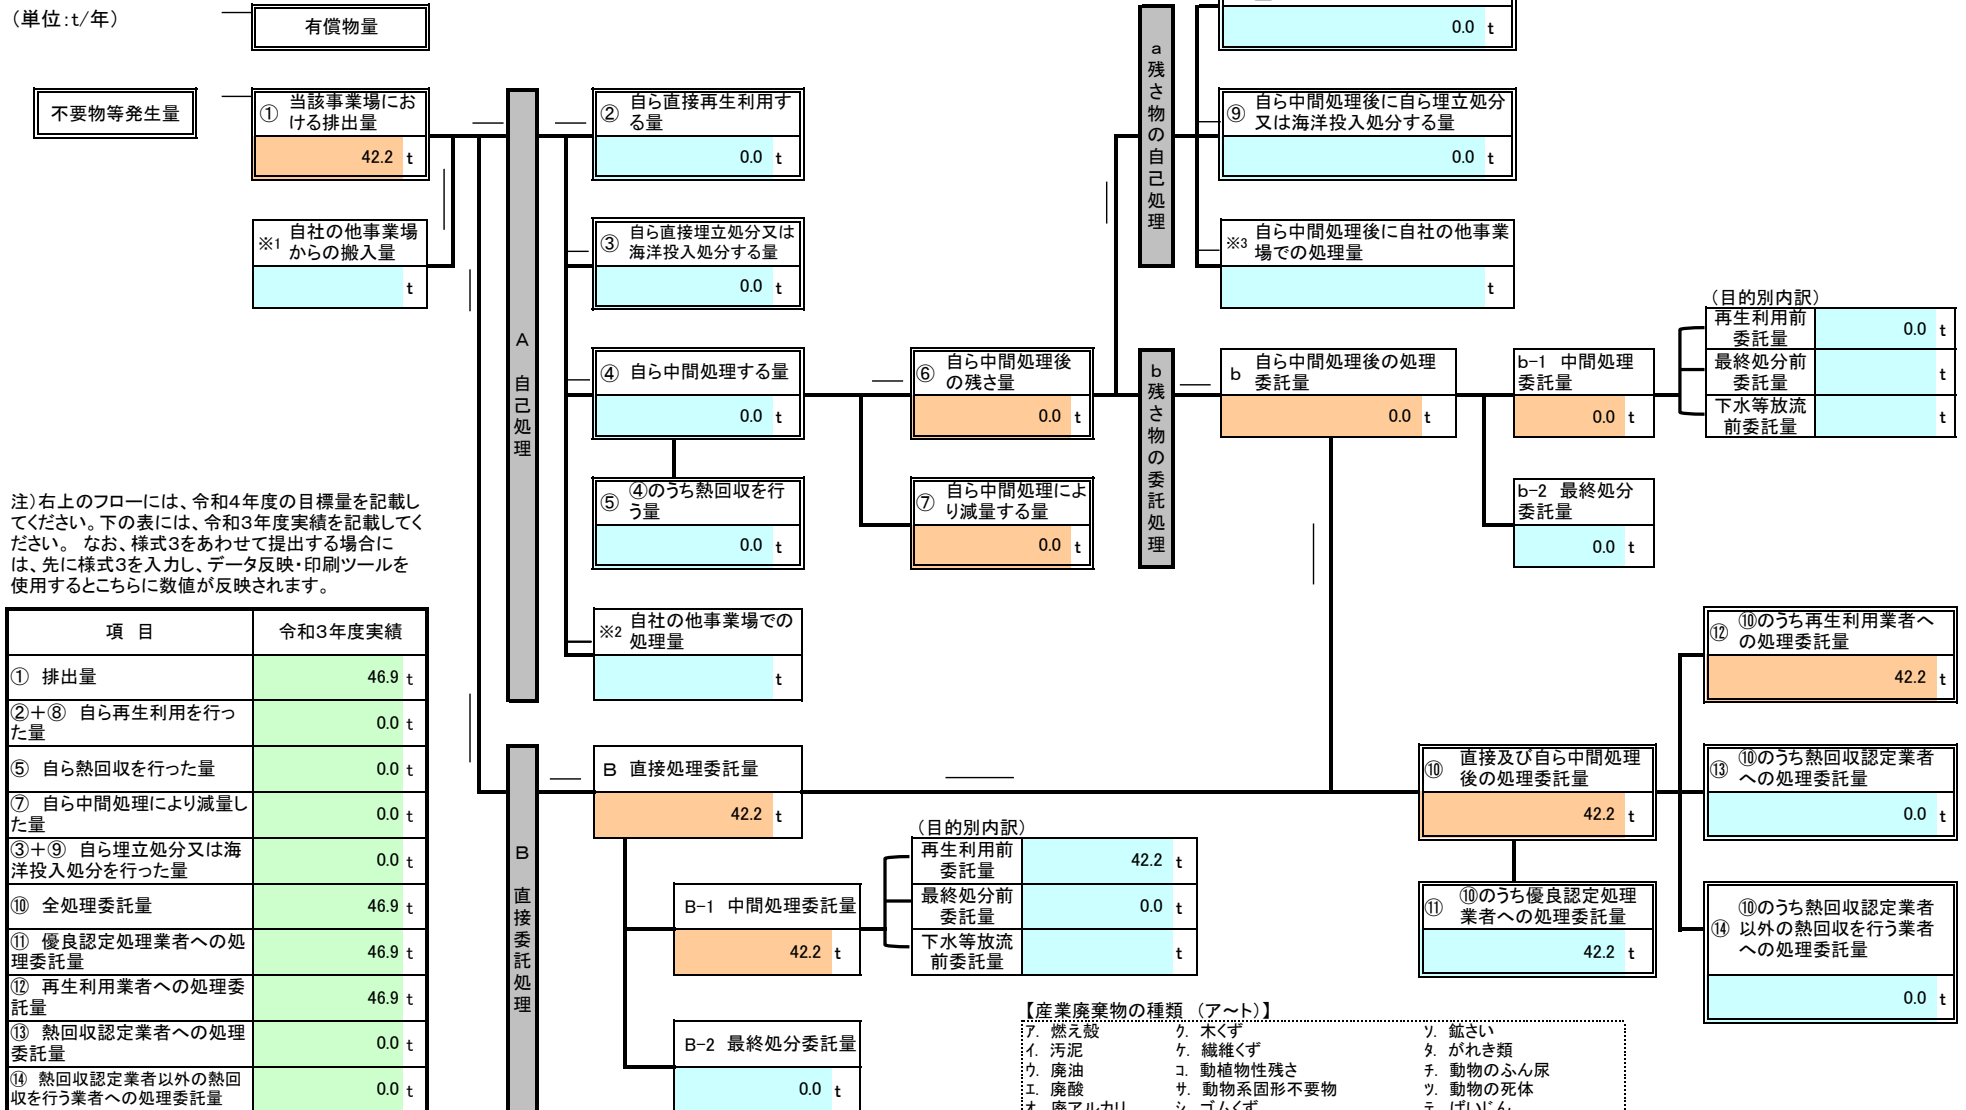 （単位:t/年）
有償物量
0.0 t
不要物等発生量
① 当該事業場にお
ける排出量
42.2 t
※1 自社の他事業場
からの搬入量
t
A 自己処理
② 自ら直接再生利用す
る量
0.0 t
③ 自ら直接埋立処分又は
海洋投入処分する量
0.0 t
④ 自ら中間処理する量
0.0 t
⑤ ④のうち熱回収を行
う量
0.0 t
※2 自社の他事業場での
処理量
t
⑥ 自ら中間処理後
の残さ量
0.0 t
⑦ 自ら中間処理によ
り減量する量
0.0 t
a 残さ物の自己処理
⑨ 自ら中間処理後に自ら埋立処分
又は海洋投入処分する量
0.0 t
※3 自ら中間処理後に自社の他事業
場での処理量
t
b 残さ物の委託処理
b 自ら中間処理後の処理
委託量
0.0 t
b-1 中間処理
委託量
0.0 t
b-2 最終処分
委託量
0.0 t
（目的別内訳）
再生利用前
委託量
0.0 t
最終処分前
委託量
t
下水等放流
前委託量
注）右上のフローには、令和４年度の目標量を記載し
てください。下の表には、令和３年度実績を記載してく
ださい。 なお、様式３をあわせて提出する場合に
は、先に様式３を入力し、データ反映・印刷ツールを
使用するとこちらに数値が反映されます。
項 目 令和３年度実績
① 排出量 46.9 t
②＋⑧ 自ら再生利用を行っ
た量 0.0 t
⑤ 自ら熱回収を行った量 0.0 t
⑦ 自ら中間処理により減量し
た量 0.0 t
③＋⑨ 自ら埋立処分又は海
洋投入処分を行った量 0.0 t
⑩ 全処理委託量 46.9 t
⑪ 優良認定処理業者への処
理委託量 46.9 t
⑫ 再生利用業者への処理委
託量 46.9 t
⑬ 熱回収認定業者への処理
委託量 0.0 t
⑭ 熱回収認定業者以外の熱回
収を行う業者への処理委託量 0.0 t
B 直接委託処理
B 直接処理委託量
42.2 t
B-1 中間処理委託量
42.2 t
B-2 最終処分委託量
0.0 t
（目的別内訳）
再生利用前
委託量
42.2 t
最終処分前
委託量
0.0 t
下水等放流
前委託量
t
⑩ 直接及び自ら中間処理
後の処理委託量
42.2 t
⑪ ⑩のうち優良認定処理
業者への処理委託量
42.2 t
⑫ ⑩のうち再生利用業者へ
の処理委託量
42.2 t
⑬ ⑩のうち熱回収認定業者
への処理委託量
0.0 t
⑭ ⑩のうち熱回収認定業者
以外の熱回収を行う業者
への処理委託量
0.0 t
【産業廃棄物の種類 （ア～ト）】
ｱ. 燃え殻 ｸ. 木くず ｿ. 鉱さい
ｲ. 汚泥 ｹ. 繊維くず ﾀ. がれき類
ｳ. 廃油 ｺ. 動植物性残さ ﾁ. 動物のふん尿
ｴ. 廃酸 ｻ. 動物系固形不要物 ﾂ. 動物の死体
ｵ. 廃アルカリ ｼ. ゴムくず ﾃ. ばいじん